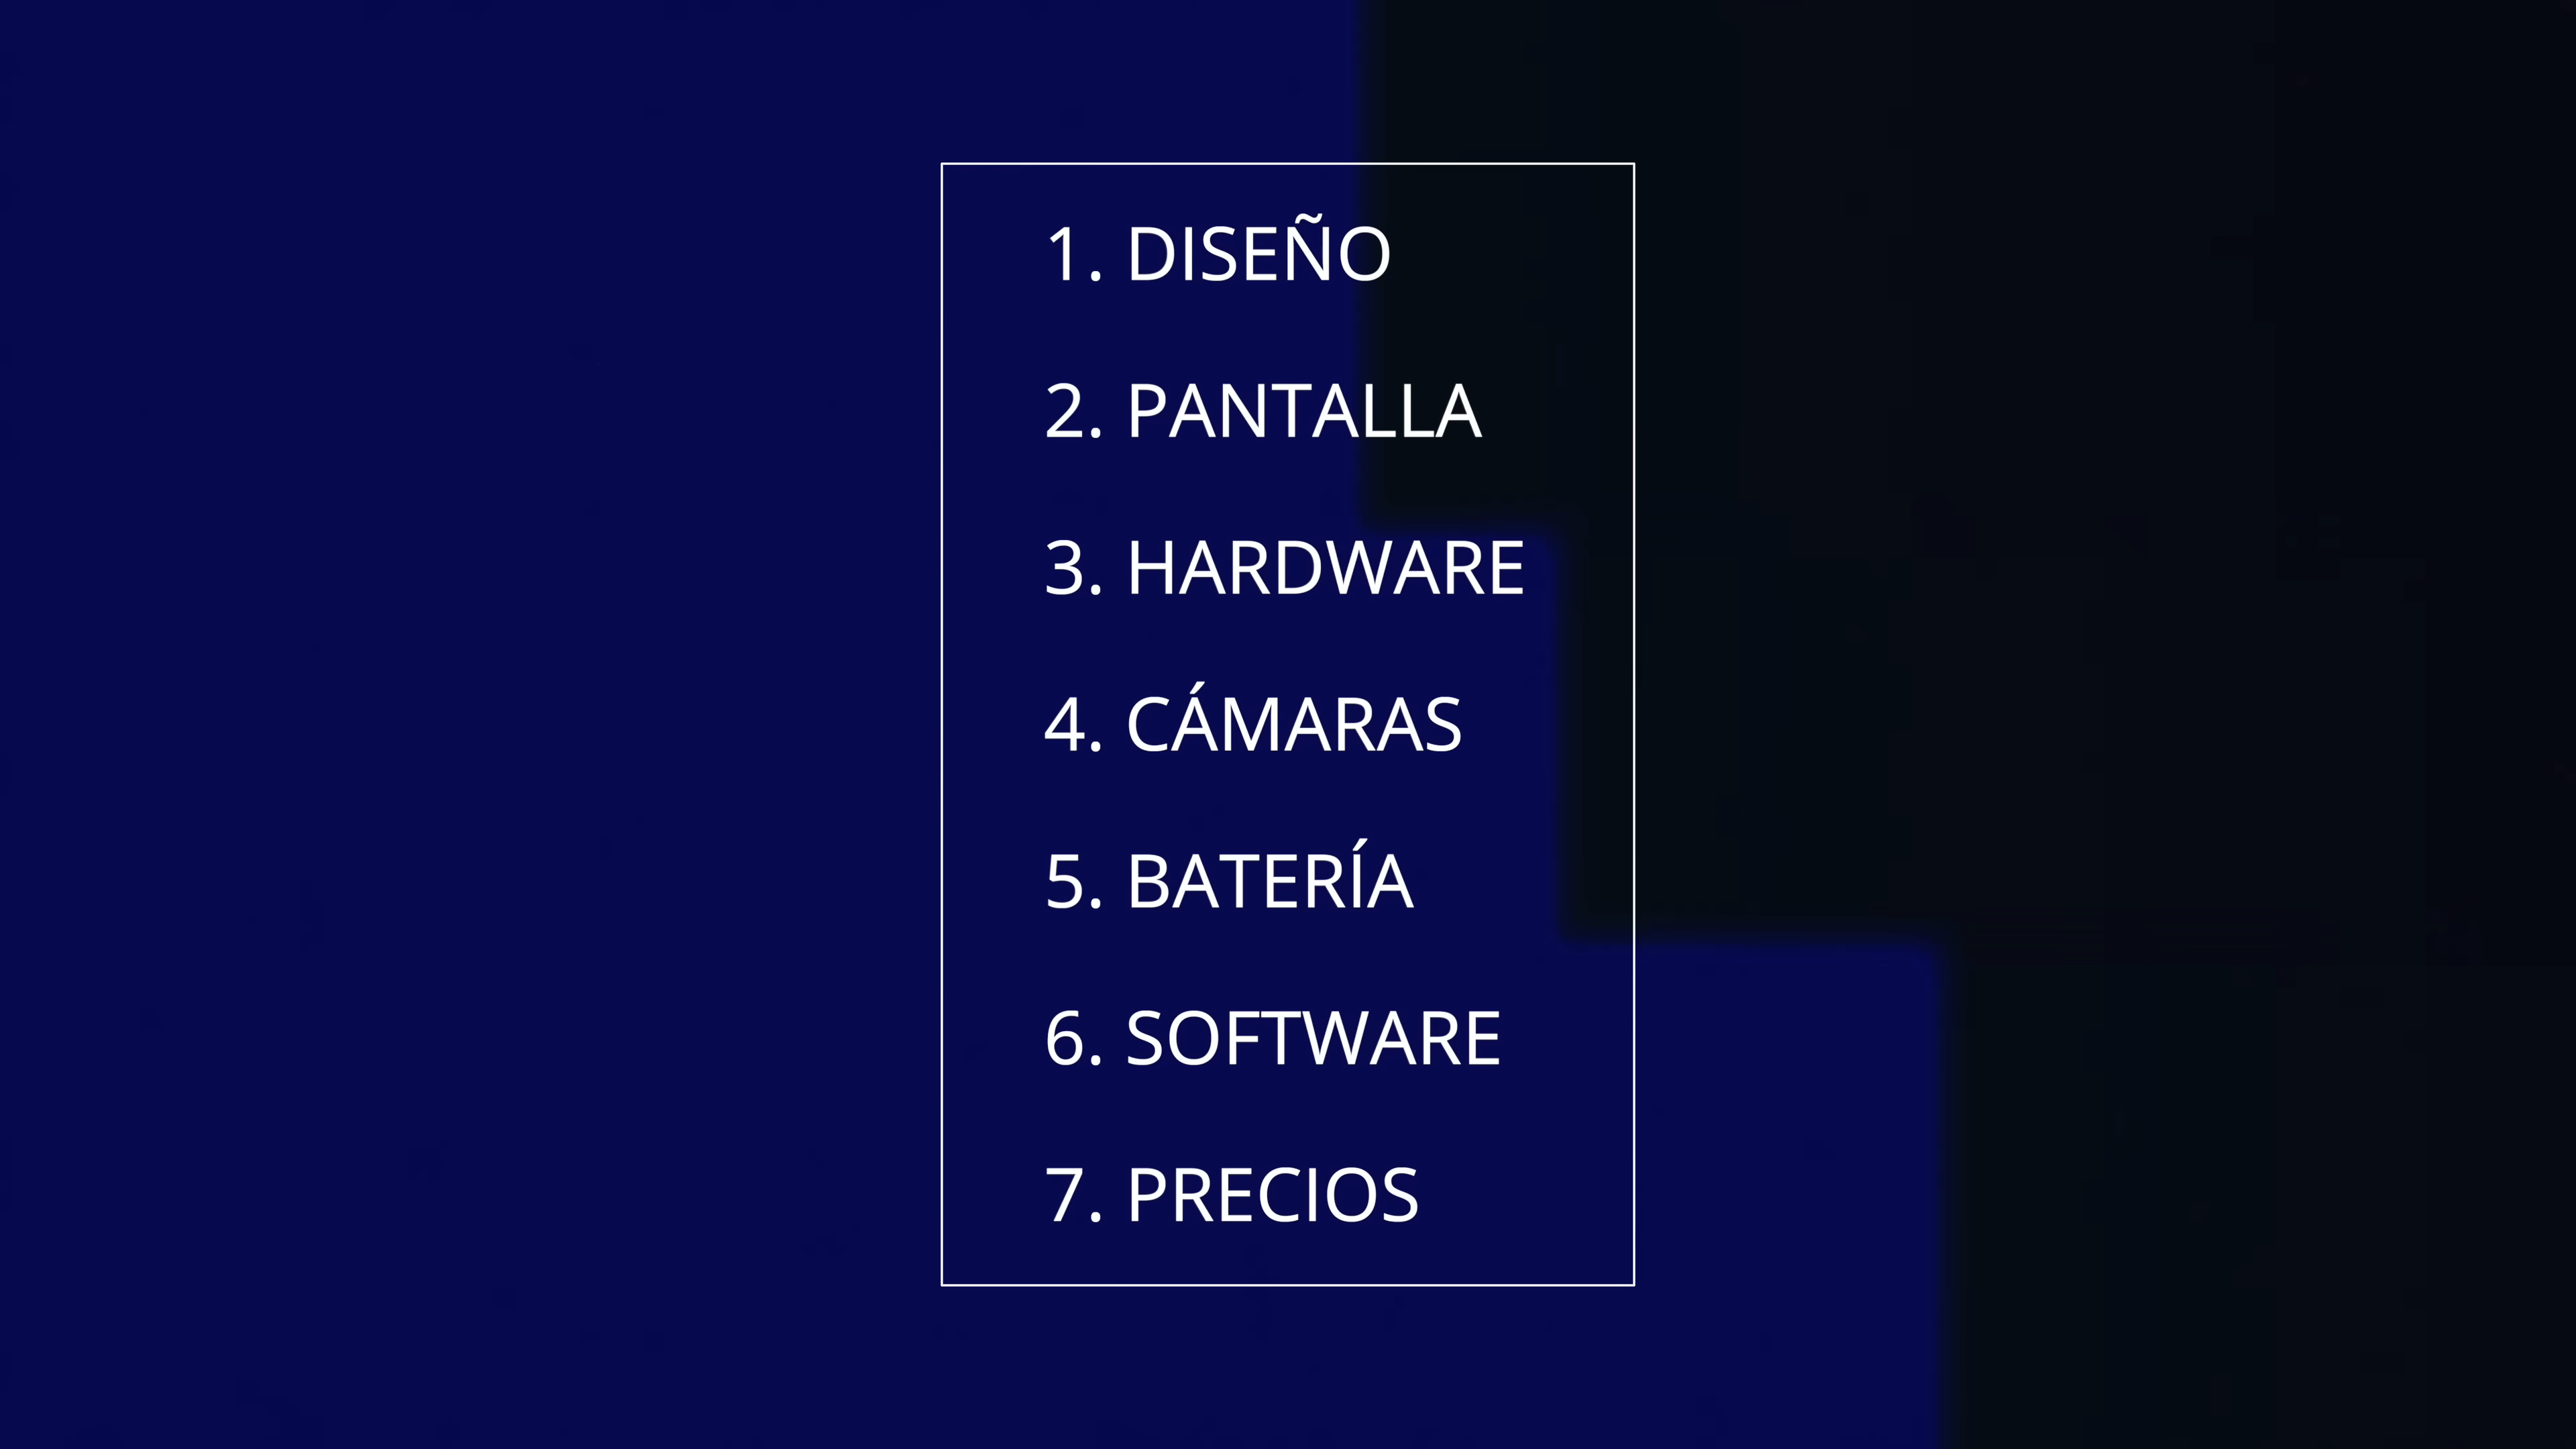 1. DISEÑO
2. PANTALLA
3. HARDWARE
4. CÁMARAS
5. BATERÍA
6. SOFTWARE
7. PRECIOS